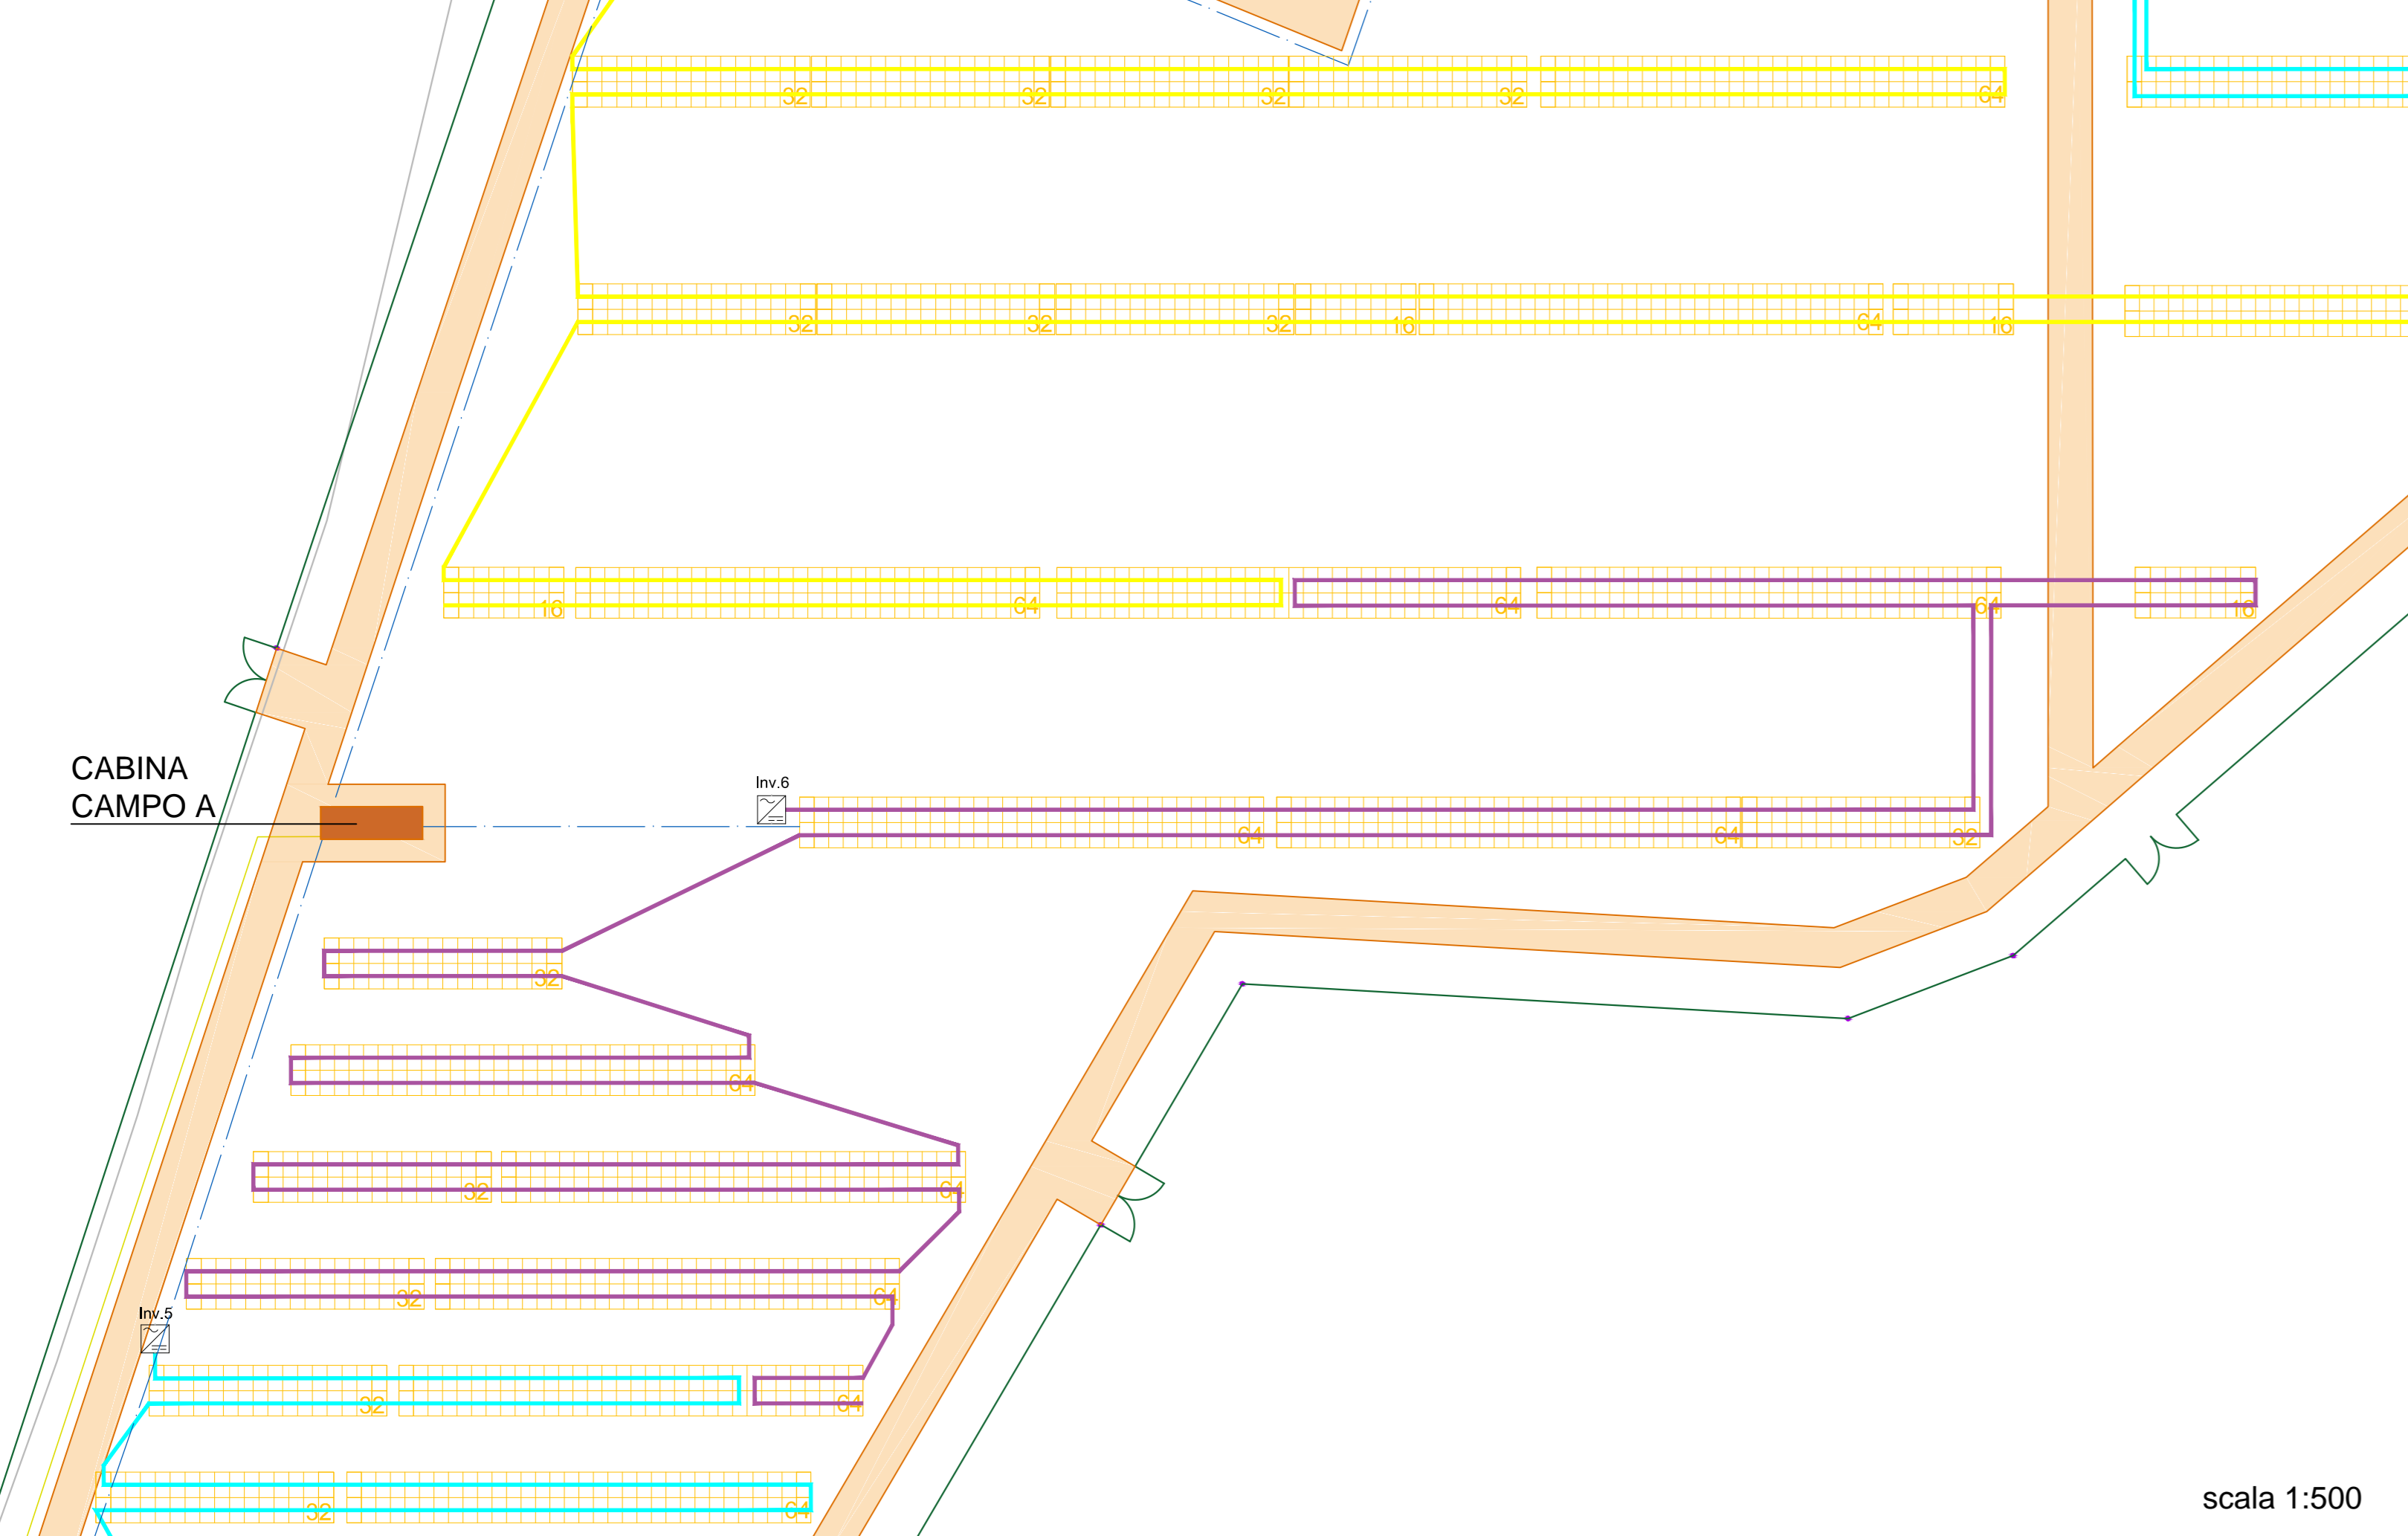 32 32 32 32 64
32 32 32 16 64 16
16 64 64 64 16
CABINA
CAMPO A
Inv.6
64 64 32
32
64
32 64
32 64
Inv.5
32 64
32 64
scala 1:500